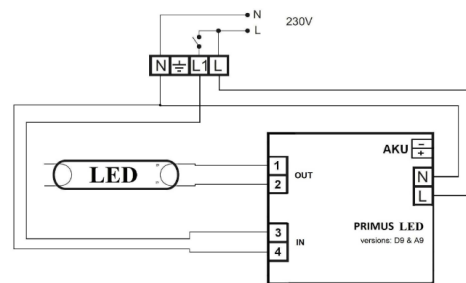 N
L
230V
N ⏚ L1 L
LED
1
2
OUT
AKU
-
+
N
L
3
4
IN
PRIMUS LED
versions: D9 & A9